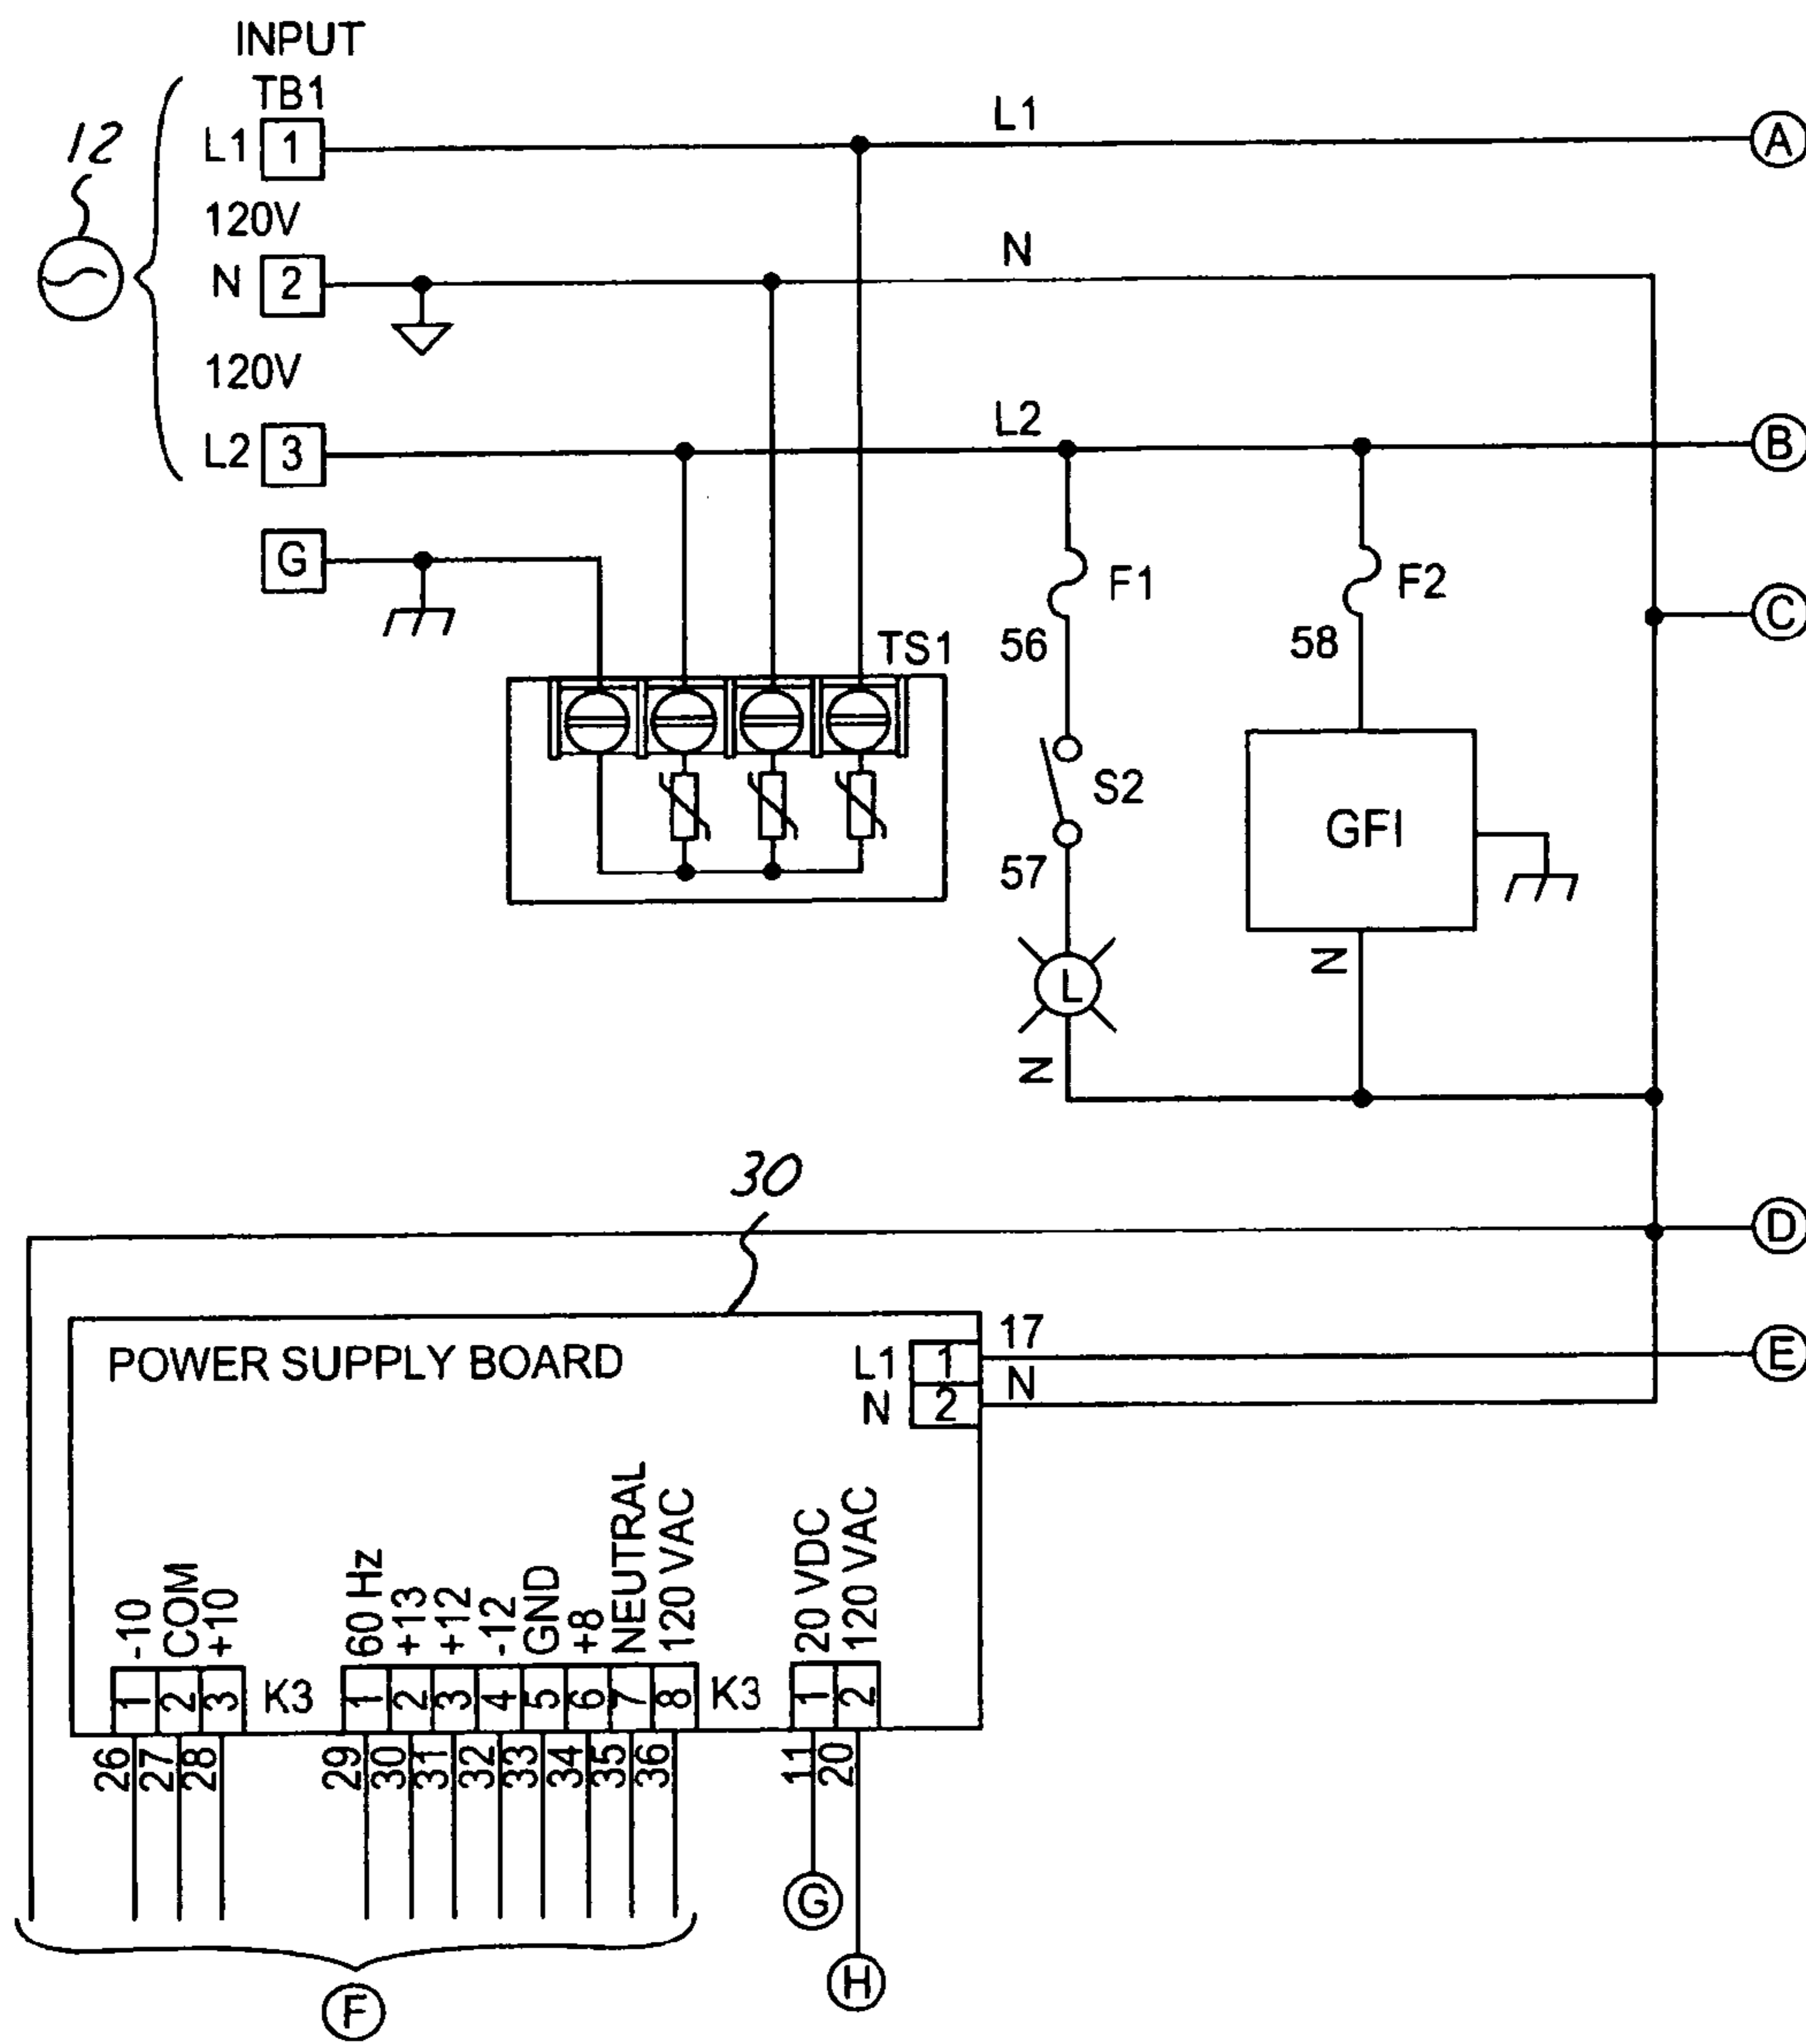 INPUT
TB1
12
L1 1
L1
A
120V
N 2
N
120V
L2 3
L2
B
G
F1
F2
C
56
58
TS1
S2
GFI
57
N
L
N
30
D
POWER SUPPLY BOARD
L1 1 17
E
N 2 N
-10
COM
+10
60 Hz
+13
+12
-12
GND
+8
NEUTRAL
120 VAC
20 VDC
120 VAC
1 2 3 K3 1 2 3 4 5 6 7 8 K3 1 2
26 27 28 29 30 31 32 33 34 35 36 11 20
G
H
F